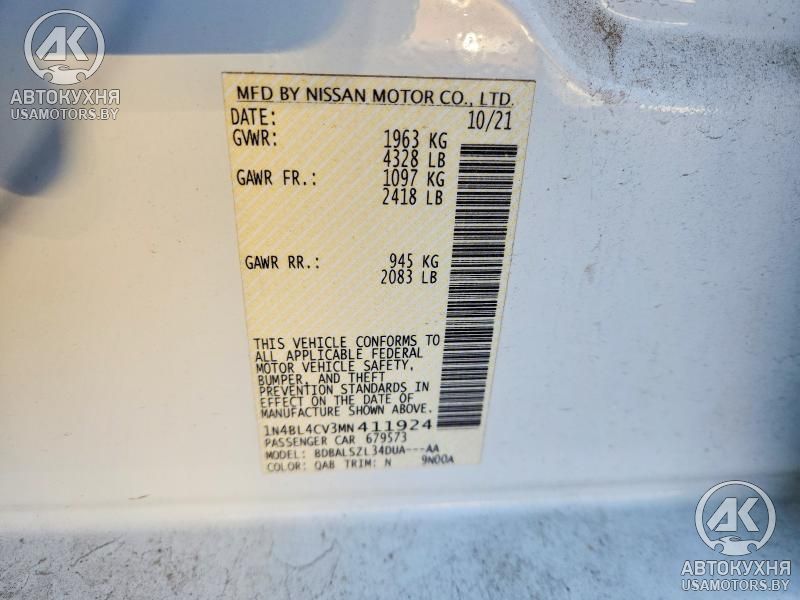 AK
АВТОКУХНЯ
USAMOTORS.BY
MFD BY NISSAN MOTOR CO., LTD.
DATE: 10/21
GVWR: 1963 KG
4328 LB
GAWR FR.: 1097 KG
2418 LB
GAWR RR.: 945 KG
2083 LB
THIS VEHICLE CONFORMS TO
ALL APPLICABLE FEDERAL
MOTOR VEHICLE SAFETY,
BUMPER, AND THEFT
PREVENTION STANDARDS IN
EFFECT ON THE DATE OF
MANUFACTURE SHOWN ABOVE.
1N4BL4CV3MN411924
PASSENGER CAR 679573
MODEL: BDBALSZL34DUA---AA
COLOR: QAB TRIM: N 9N00A
AK
АВТОКУХНЯ
USAMOTORS.BY